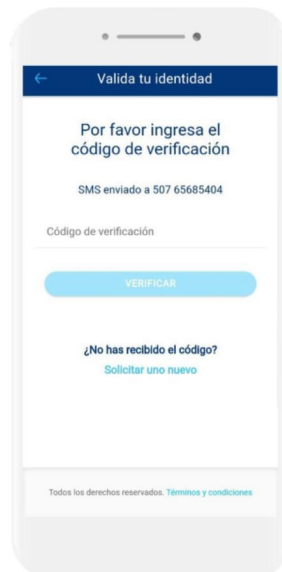 Valida tu identidad
Por favor ingresa el
código de verificación
SMS enviado a 507 65685404
Código de verificación
VERIFICAR
¿No has recibido el código?
Solicitar uno nuevo
Todos los derechos reservados. Términos y condiciones